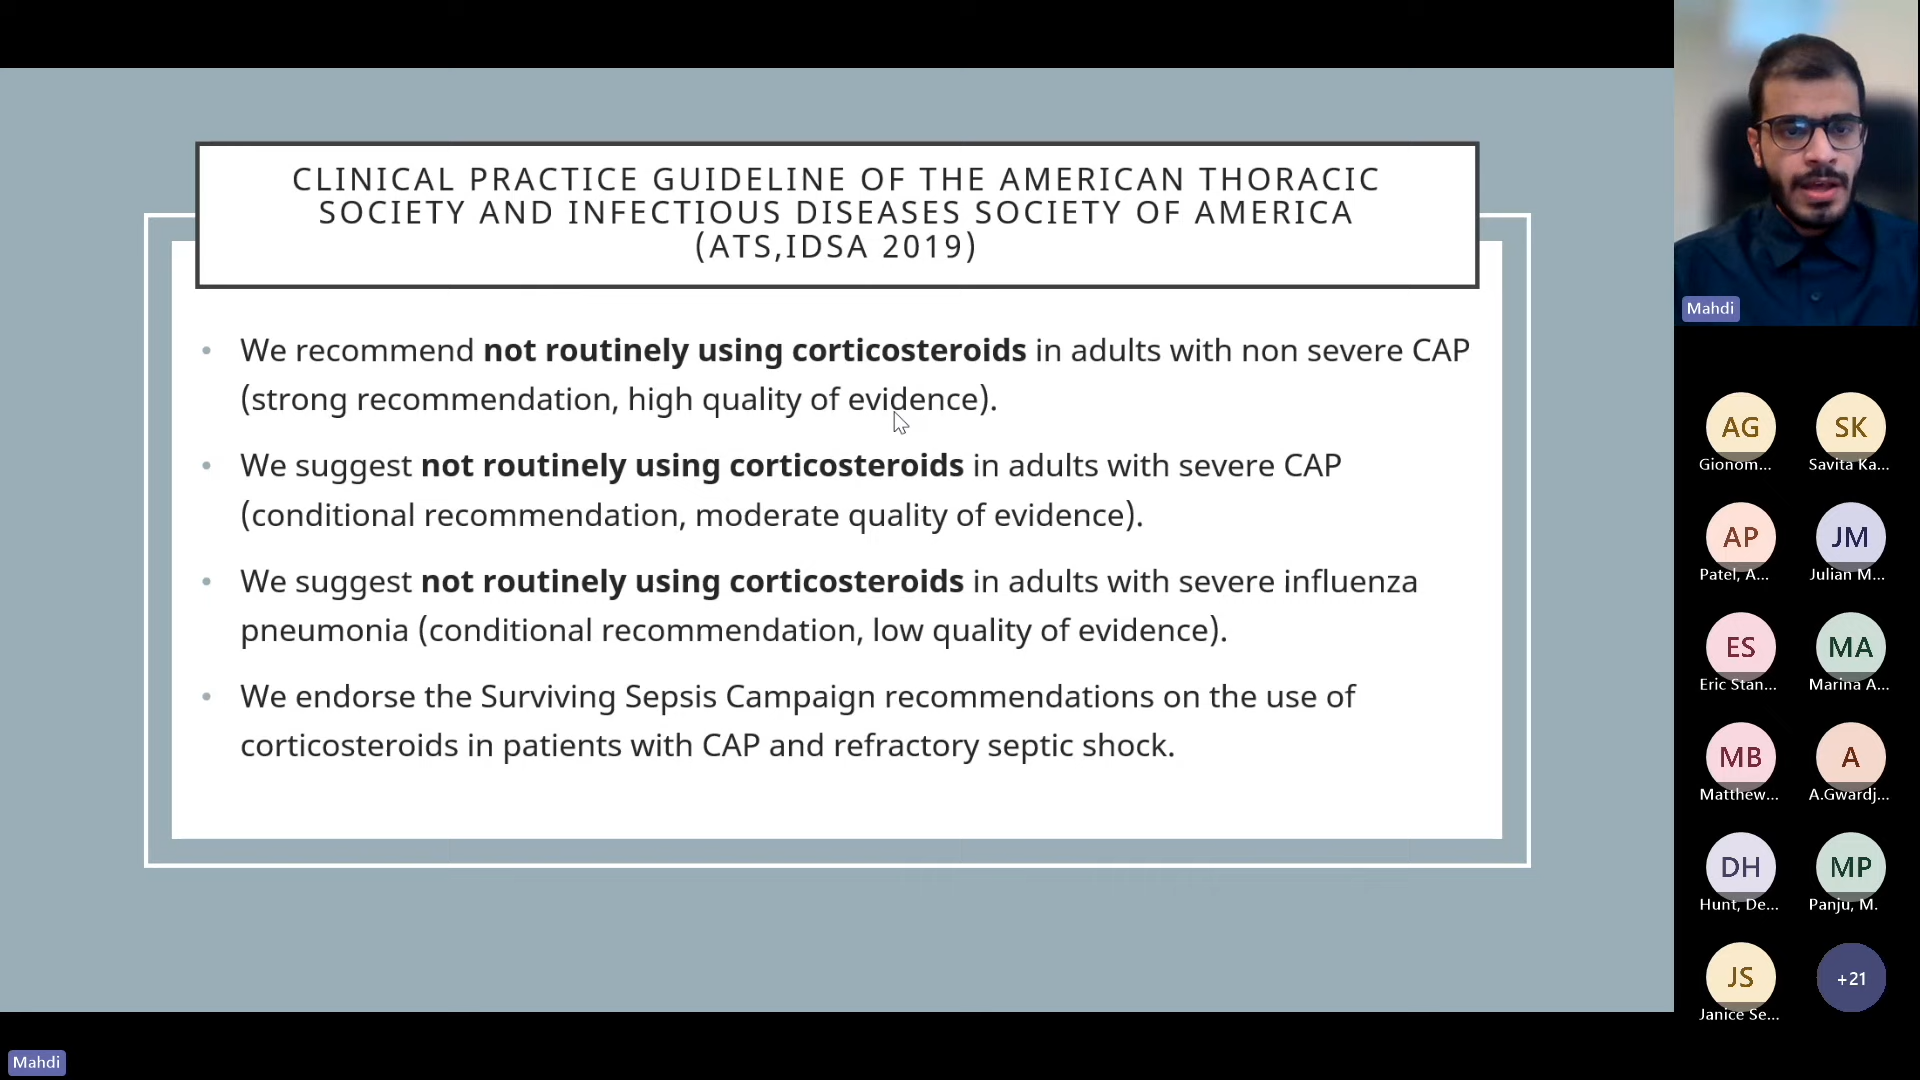 CLINICAL PRACTICE GUIDELINE OF THE AMERICAN THORACIC
SOCIETY AND INFECTIOUS DISEASES SOCIETY OF AMERICA
(ATS,IDSA 2019)
• We recommend not routinely using corticosteroids in adults with non severe CAP
(strong recommendation, high quality of evidence).
• We suggest not routinely using corticosteroids in adults with severe CAP
(conditional recommendation, moderate quality of evidence).
• We suggest not routinely using corticosteroids in adults with severe influenza
pneumonia (conditional recommendation, low quality of evidence).
• We endorse the Surviving Sepsis Campaign recommendations on the use of
corticosteroids in patients with CAP and refractory septic shock.
Mahdi
AG SK
Gionom... Savita Ka...
AP JM
Patel, A... Julian M...
ES MA
Eric Stan... Marina A...
MB A
Matthew... A.Gwardj...
DH MP
Hunt, De... Panju, M.
JS +21
Janice Se...
Mahdi